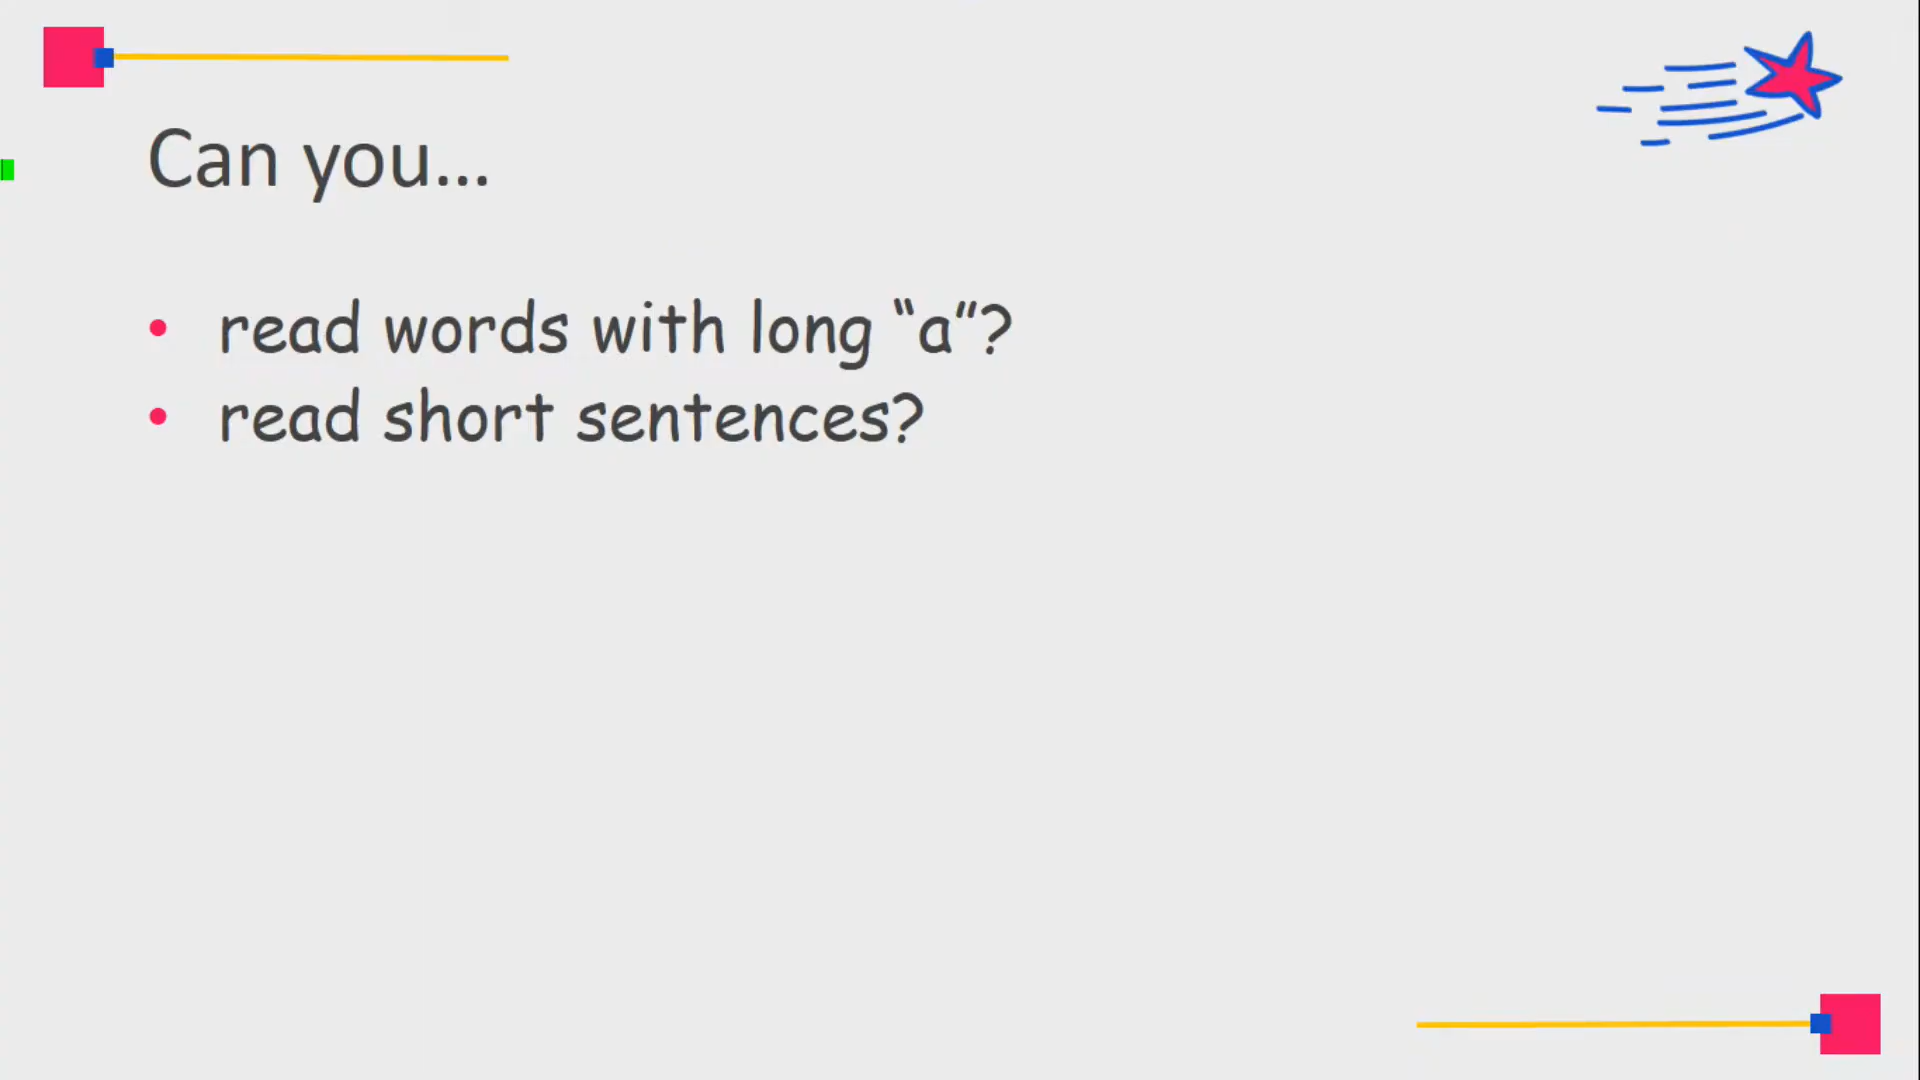 Can you...
• read words with long “a”?
• read short sentences?